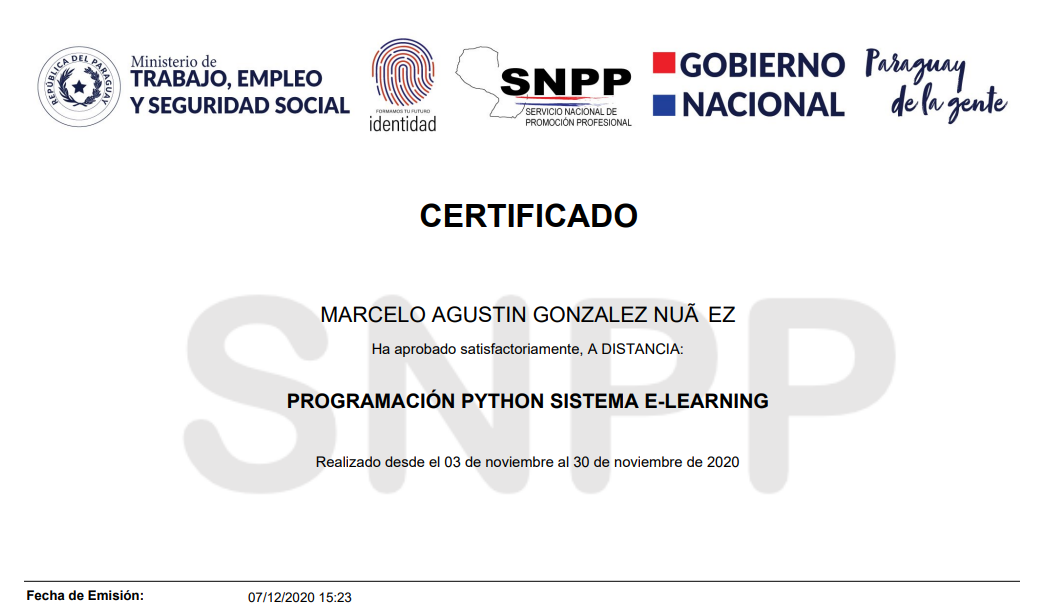 REPÚBLICA DEL PARAGUAY
Ministerio de
TRABAJO, EMPLEO
Y SEGURIDAD SOCIAL
FORMAMOS TU FUTURO
identidad
SNPP
SERVICIO NACIONAL DE
PROMOCIÓN PROFESIONAL
GOBIERNO
NACIONAL
Paraguay
de la gente
CERTIFICADO
SNPP
MARCELO AGUSTIN GONZALEZ NUÃ EZ
Ha aprobado satisfactoriamente, A DISTANCIA:
PROGRAMACIÓN PYTHON SISTEMA E-LEARNING
Realizado desde el 03 de noviembre al 30 de noviembre de 2020
Fecha de Emisión: 07/12/2020 15:23